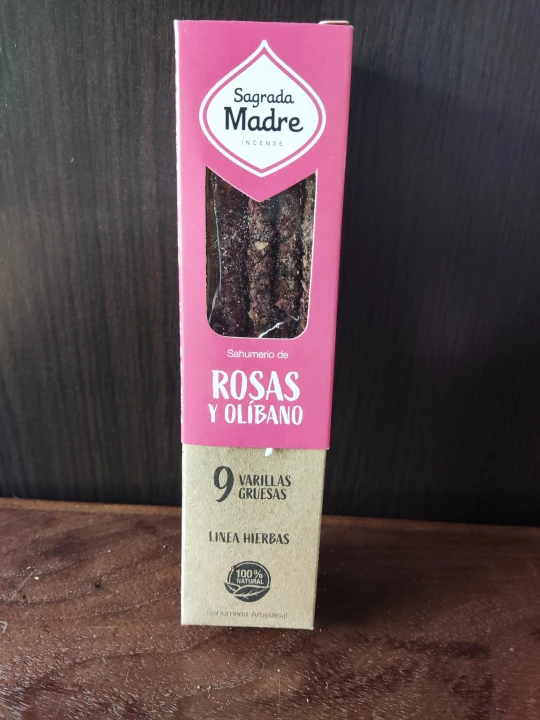 Sagrada
Madre
INCENSE
Sahumerio de
ROSAS
Y OLÍBANO
9 VARILLAS
GRUESAS
LINEA HIERBAS
100%
NATURAL
Sahumerio Artesanal